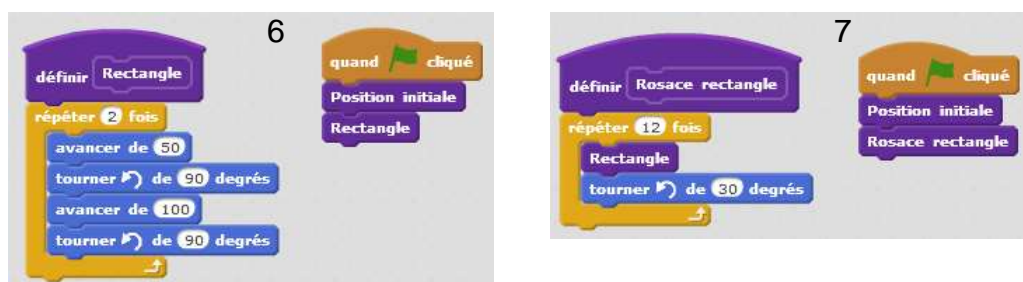 6
définir Rectangle
répéter 2 fois
avancer de 50
tourner de 90 degrés
avancer de 100
tourner de 90 degrés
quand cliqué
Position initiale
Rectangle
7
définir Rosace rectangle
répéter 12 fois
Rectangle
tourner de 30 degrés
quand cliqué
Position initiale
Rosace rectangle